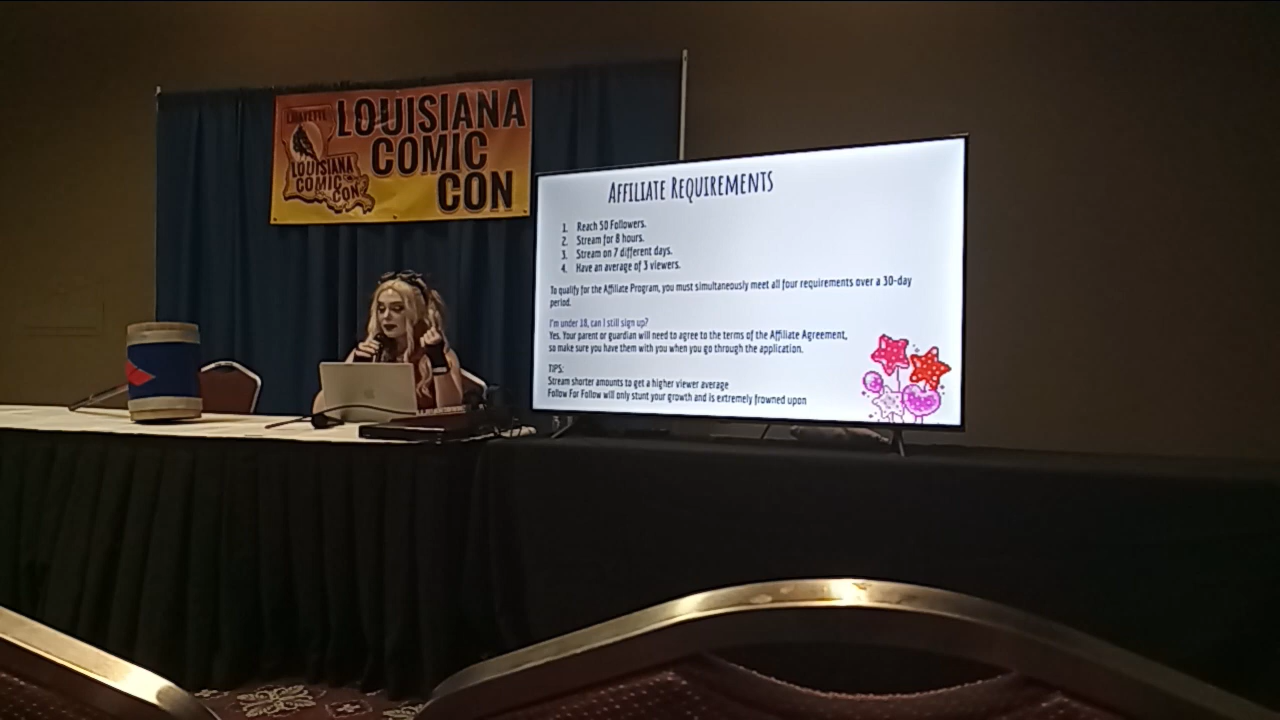 LAFAYETTE
LOUISIANA
COMIC CON
LOUISIANA
COMIC
CON
AFFILIATE REQUIREMENTS
1. Reach 50 Followers.
2. Stream for 8 hours.
3. Stream on 7 different days.
4. Have an average of 3 viewers.
To qualify for the Affiliate Program, you must simultaneously meet all four requirements over a 30-day
period.
I'm under 18, can I still sign up?
Yes. Your parent or guardian will need to agree to the terms of the Affiliate Agreement,
so make sure you have them with you when you go through the application.
TIPS:
Stream shorter amounts to get a higher viewer average
Follow For Follow will only stunt your growth and is extremely frowned upon